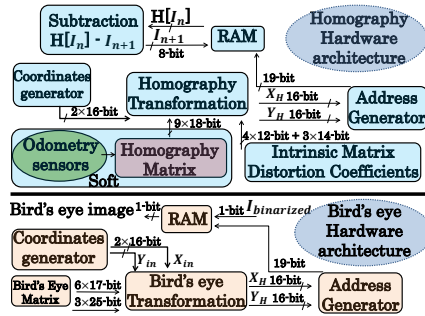 Subtraction
H[Iₙ] - Iₙ₊₁
H[Iₙ]
Iₙ₊₁
8-bit
RAM
Homography
Hardware
architecture
Coordinates
generator
2×16-bit
Homography
Transformation
19-bit
X_H 16-bit
Y_H 16-bit
Address
Generator
9×18-bit
4×12-bit + 3×14-bit
Odometry
sensors
Homography
Matrix
Soft
Intrinsic Matrix
Distortion Coefficients
Bird's eye image
1-bit
RAM
1-bit I_binarized
Bird's eye
Hardware
architecture
Coordinates
generator
2×16-bit
Y_in
X_in
19-bit
Bird's Eye
Matrix
6×17-bit
3×25-bit
Bird's eye
Transformation
X_H 16-bit
Y_H 16-bit
Address
Generator